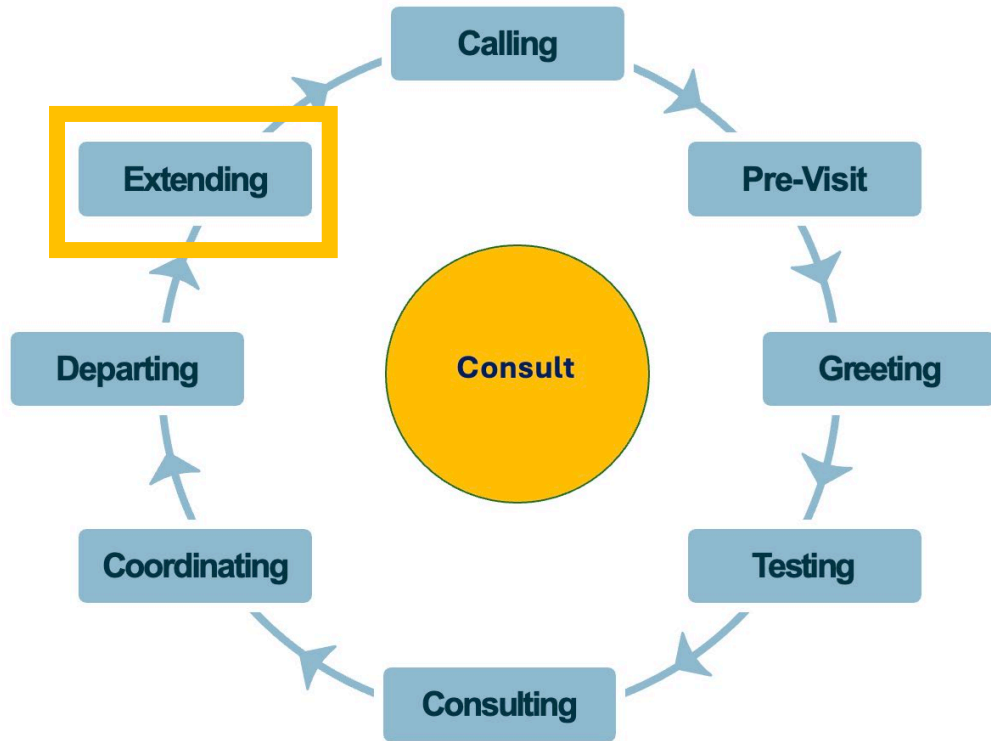 Calling
Pre-Visit
Greeting
Testing
Consulting
Coordinating
Departing
Extending
Consult